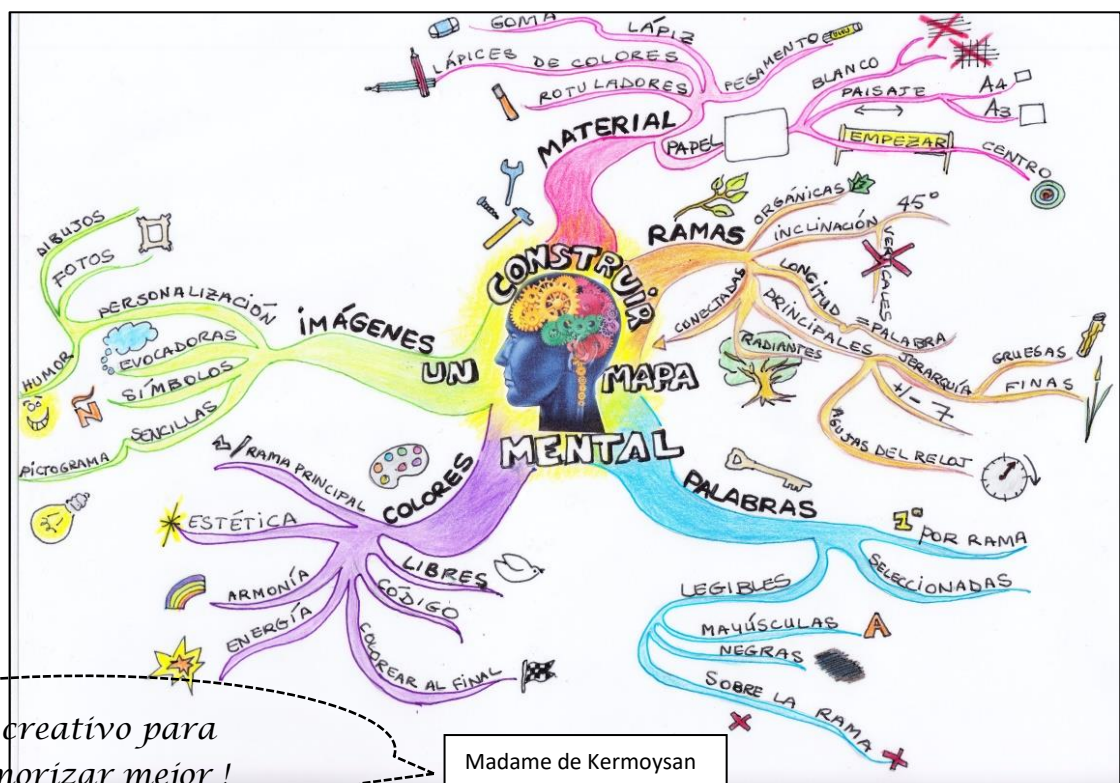 CONSTRUIR
UN MAPA
MENTAL
MATERIAL
GOMA
LÁPIZ
LÁPICES DE COLORES
ROTULADORES
PEGAMENTO
PAPEL
BLANCO
PAISAJE
A4
A3
EMPEZAR
CENTRO
RAMAS
ORGÁNICAS
INCLINACIÓN
45°
VERTICALES
LONGITUD
= PALABRA
PRINCIPALES
JERARQUÍA
GRUESAS
FINAS
+/- 7
AGUJAS DEL RELOJ
RADIANTES
CONECTADAS
PALABRAS
1ª POR RAMA
SELECCIONADAS
LEGIBLES
MAYÚSCULAS
A
NEGRAS
SOBRE LA RAMA
COLORES
1/RAMA PRINCIPAL
ESTÉTICA
ARMONÍA
ENERGÍA
LIBRES
CÓDIGO
COLOREAR AL FINAL
IMÁGENES
PERSONALIZACIÓN
DIBUJOS
FOTOS
HUMOR
EVOCADORAS
SÍMBOLOS
Ñ
SENCILLAS
PICTOGRAMA
creativo para
mejor !
Madame de Kermoysan